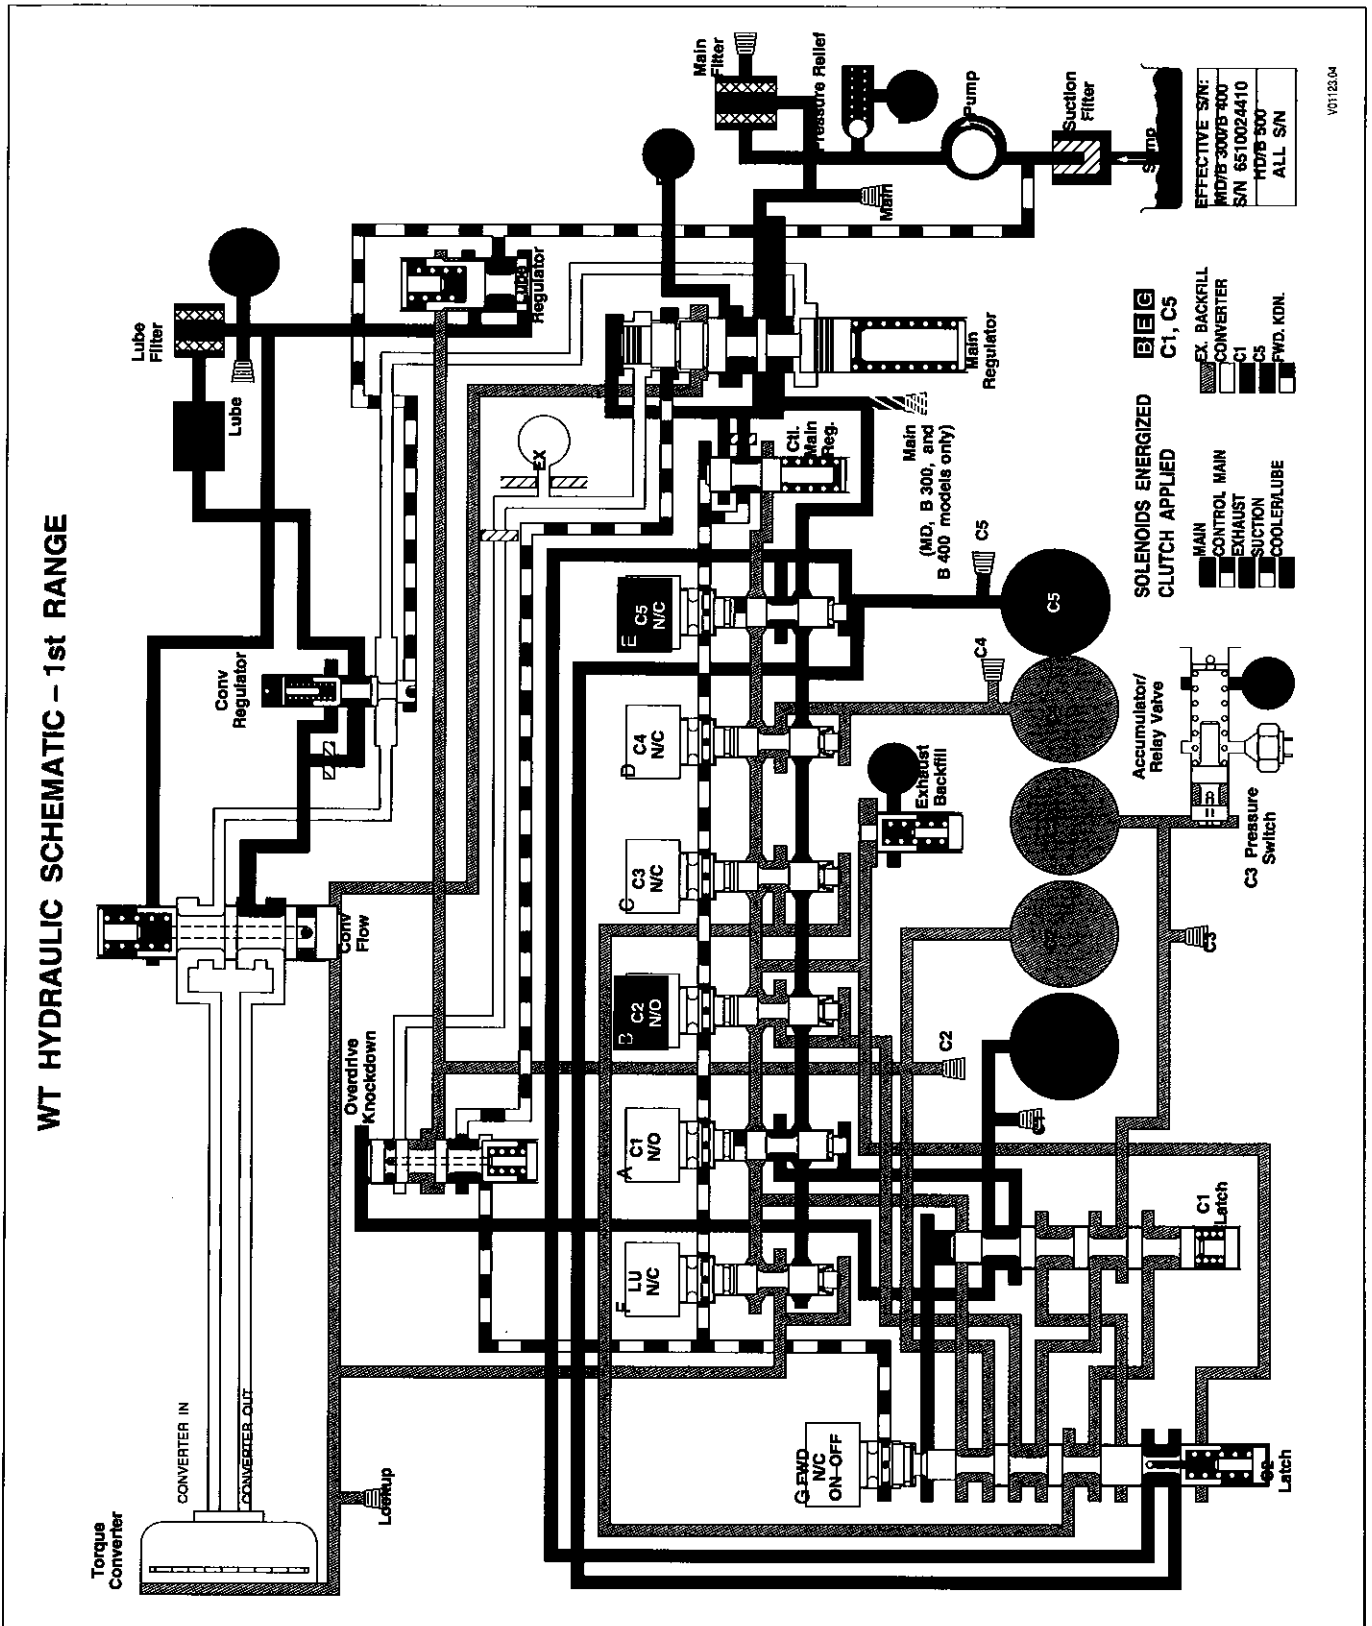 WT HYDRAULIC SCHEMATIC – 1st RANGE
Torque
Converter
CONVERTER IN
CONVERTER OUT
Lockup
Conv
Flow
Conv
Regulator
Lube
Filter
Lube
Lube
Regulator
Main
Filter
Pressure Relief
Pump
Suction
Filter
Sump
Main
Main
Regulator
EX
Overdrive
Knockdown
Ctl.
Main
Reg.
Main
(MD, B 300, and
B 400 models only)
F
LU
N/C
A
C1
N/O
B
C2
N/O
C
C3
N/C
D
C4
N/C
E
C5
N/C
G FWD
N/C
ON-OFF
C2
Latch
C1
Latch
C1
C2
C3
C4
C5
C2
C5
Exhaust
Backfill
Accumulator/
Relay Valve
C3 Pressure
Switch
SOLENOIDS ENERGIZED B E G
CLUTCH APPLIED C1, C5
MAIN
CONTROL MAIN
EXHAUST
SUCTION
COOLER/LUBE
EX. BACKFILL
CONVERTER
C1
C5
FWD. KDN.
EFFECTIVE S/N:
MD/B 300/B 400
S/N 6510024410
HD/B 500
ALL S/N
V01123.04